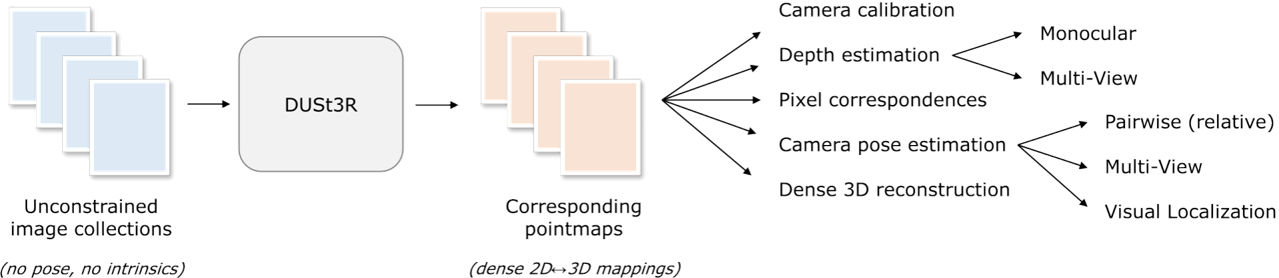 Camera calibration
Depth estimation
Monocular
Multi-View
Pixel correspondences
Camera pose estimation
Pairwise (relative)
Multi-View
Visual Localization
Dense 3D reconstruction
DUSt3R
Unconstrained
image collections
(no pose, no intrinsics)
Corresponding
pointmaps
(dense 2D↔3D mappings)